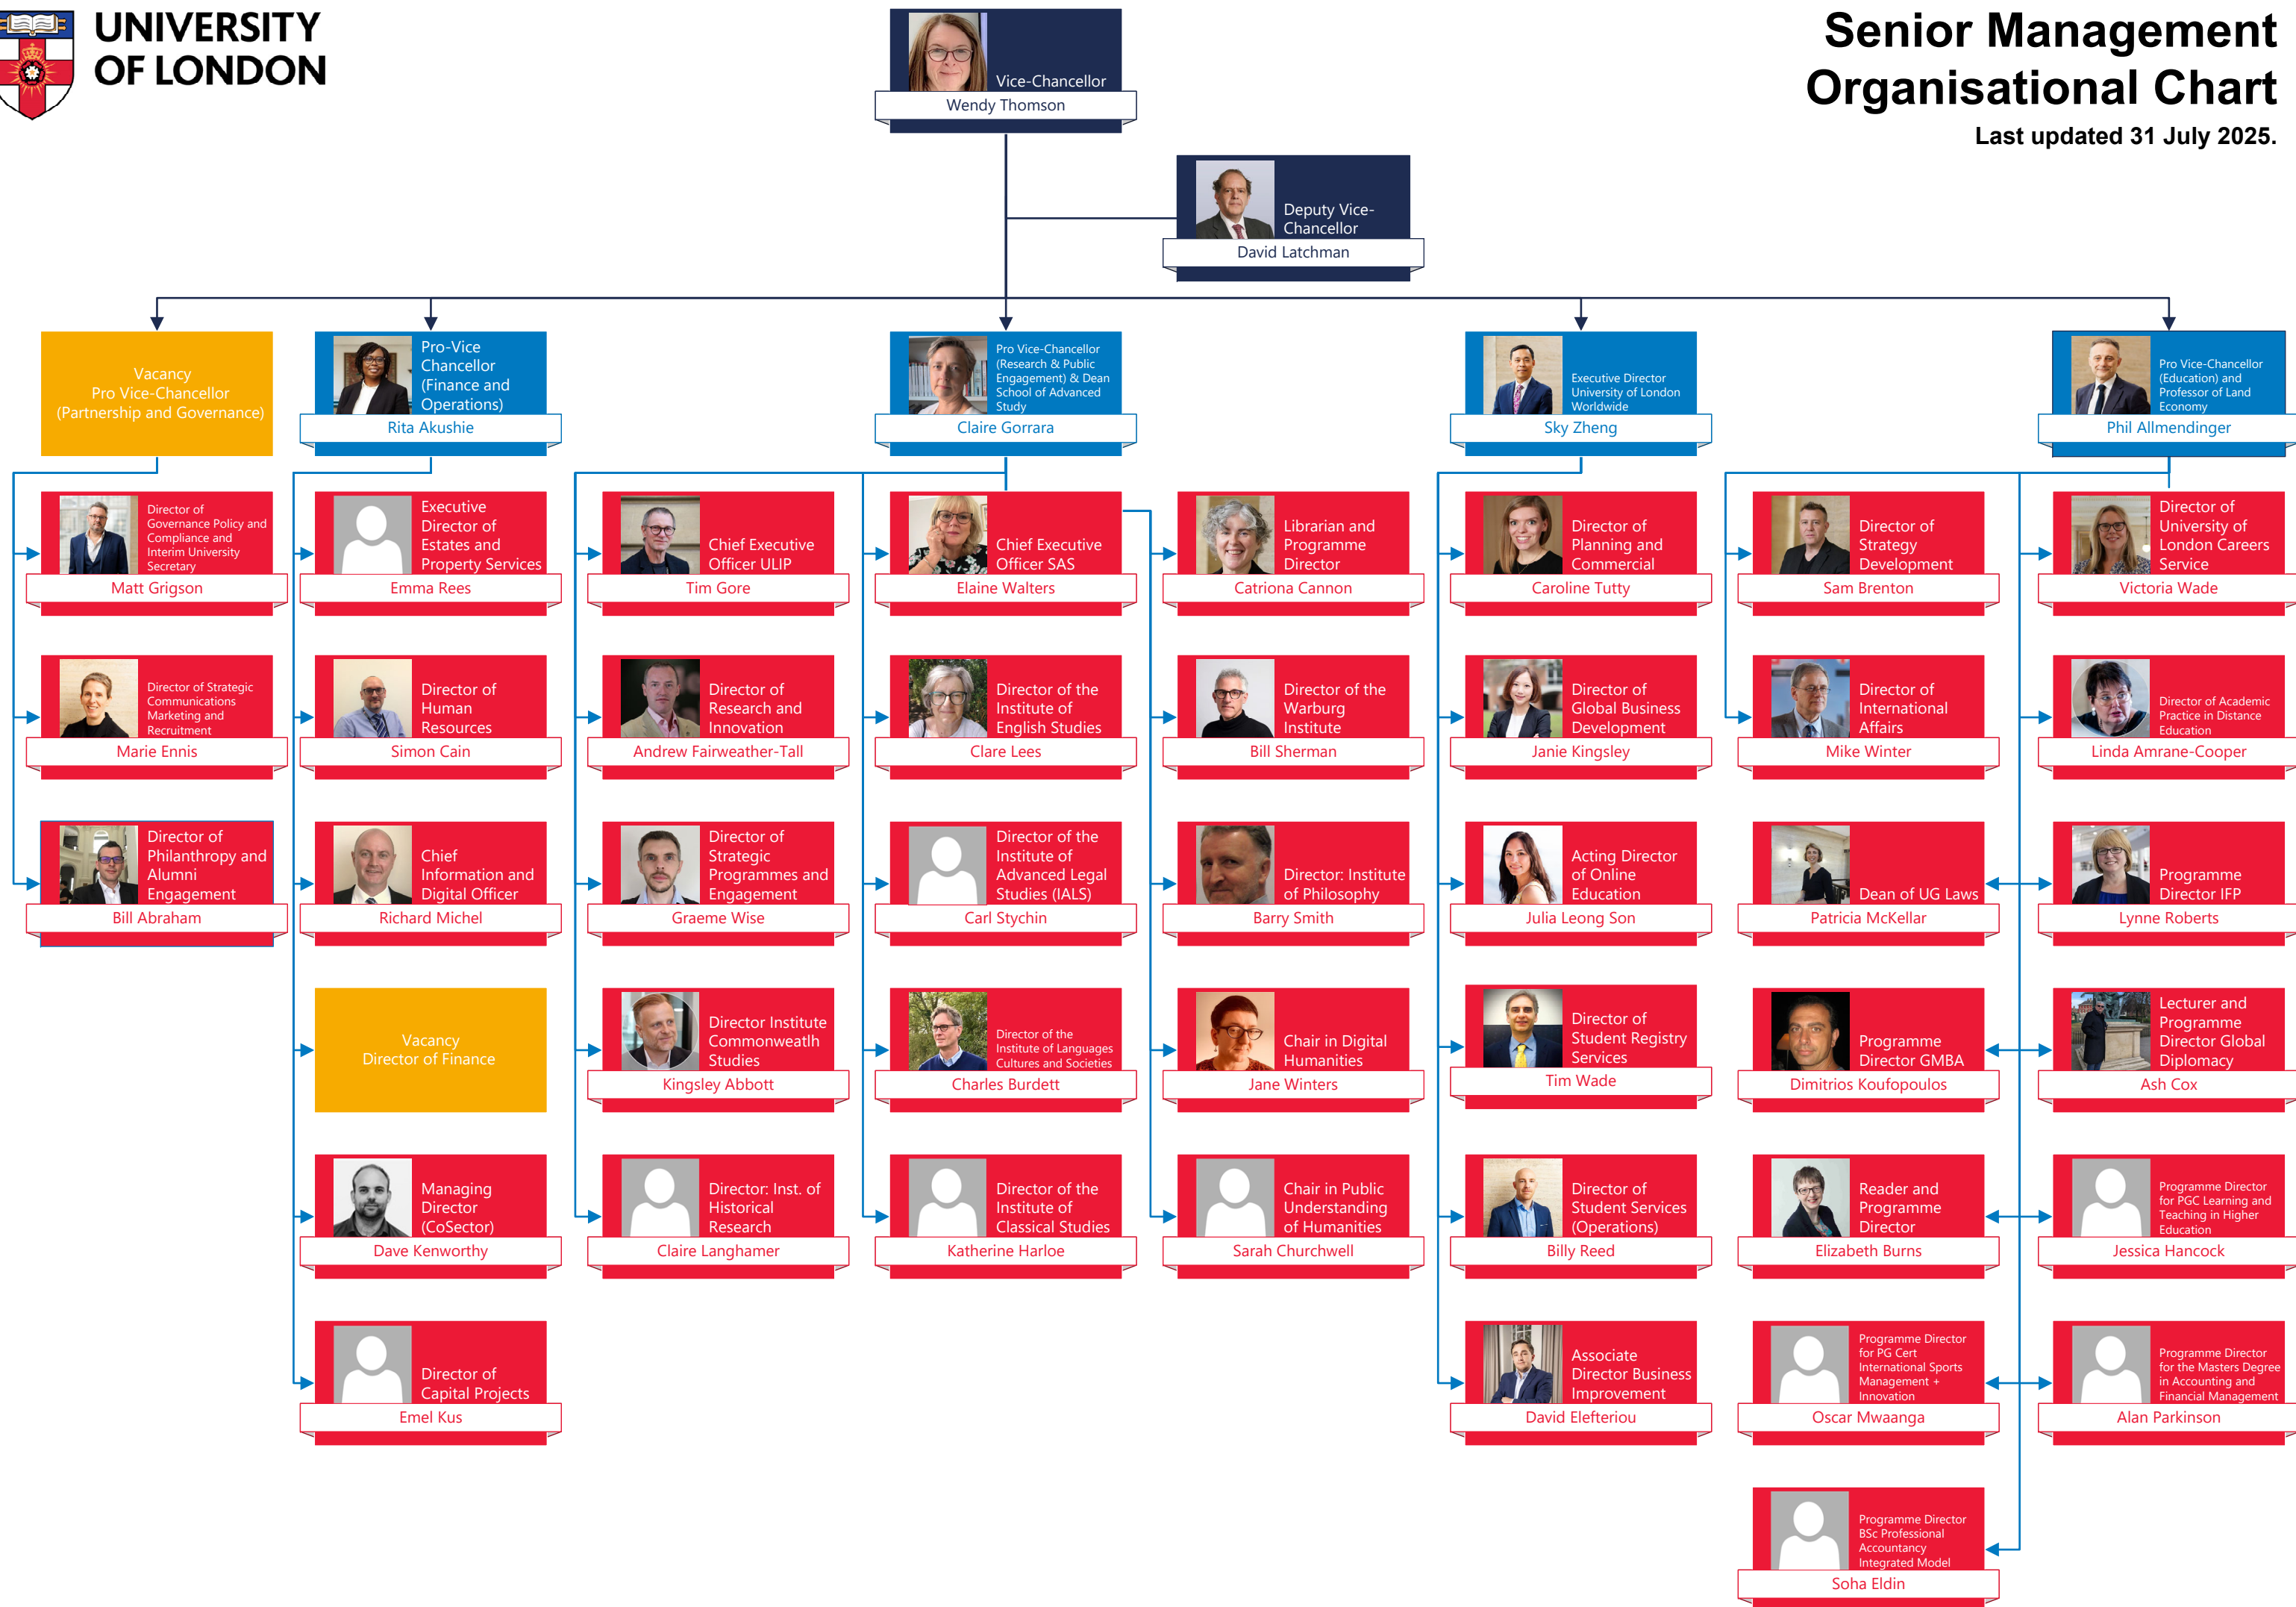 UNIVERSITY
OF LONDON
Senior Management
Organisational Chart
Last updated 31 July 2025.
Vice-Chancellor
Wendy Thomson
Deputy Vice-
Chancellor
David Latchman
Vacancy
Pro Vice-Chancellor
(Partnership and Governance)
Pro-Vice
Chancellor
(Finance and
Operations)
Rita Akushie
Pro Vice-Chancellor
(Research & Public
Engagement) & Dean
School of Advanced
Study
Claire Gorrara
Executive Director
University of London
Worldwide
Sky Zheng
Pro Vice-Chancellor
(Education) and
Professor of Land
Economy
Phil Allmendinger
Director of
Governance Policy and
Compliance and
Interim University
Secretary
Matt Grigson
Executive
Director of
Estates and
Property Services
Emma Rees
Chief Executive
Officer ULIP
Tim Gore
Chief Executive
Officer SAS
Elaine Walters
Librarian and
Programme
Director
Catriona Cannon
Director of
Planning and
Commercial
Caroline Tutty
Director of
Strategy
Development
Sam Brenton
Director of
University of
London Careers
Service
Victoria Wade
Director of Strategic
Communications
Marketing and
Recruitment
Marie Ennis
Director of
Human
Resources
Simon Cain
Director of
Research and
Innovation
Andrew Fairweather-Tall
Director of the
Institute of
English Studies
Clare Lees
Director of the
Warburg
Institute
Bill Sherman
Director of
Global Business
Development
Janie Kingsley
Director of
International
Affairs
Mike Winter
Director of Academic
Practice in Distance
Education
Linda Amrane-Cooper
Director of
Philanthropy and
Alumni
Engagement
Bill Abraham
Chief
Information and
Digital Officer
Richard Michel
Director of
Strategic
Programmes and
Engagement
Graeme Wise
Director of the
Institute of
Advanced Legal
Studies (IALS)
Carl Stychin
Director: Institute
of Philosophy
Barry Smith
Acting Director
of Online
Education
Julia Leong Son
Dean of UG Laws
Patricia McKellar
Programme
Director IFP
Lynne Roberts
Vacancy
Director of Finance
Director Institute
Commonweatlh
Studies
Kingsley Abbott
Director of the
Institute of Languages
Cultures and Societies
Charles Burdett
Chair in Digital
Humanities
Jane Winters
Director of
Student Registry
Services
Tim Wade
Programme
Director GMBA
Dimitrios Koufopoulos
Lecturer and
Programme
Director Global
Diplomacy
Ash Cox
Managing
Director
(CoSector)
Dave Kenworthy
Director: Inst. of
Historical
Research
Claire Langhamer
Director of the
Institute of
Classical Studies
Katherine Harloe
Chair in Public
Understanding
of Humanities
Sarah Churchwell
Director of
Student Services
(Operations)
Billy Reed
Reader and
Programme
Director
Elizabeth Burns
Programme Director
for PGC Learning and
Teaching in Higher
Education
Jessica Hancock
Director of
Capital Projects
Emel Kus
Associate
Director Business
Improvement
David Elefteriou
Programme Director
for PG Cert
International Sports
Management +
Innovation
Oscar Mwaanga
Programme Director
for the Masters Degree
in Accounting and
Financial Management
Alan Parkinson
Programme Director
BSc Professional
Accountancy
Integrated Model
Soha Eldin